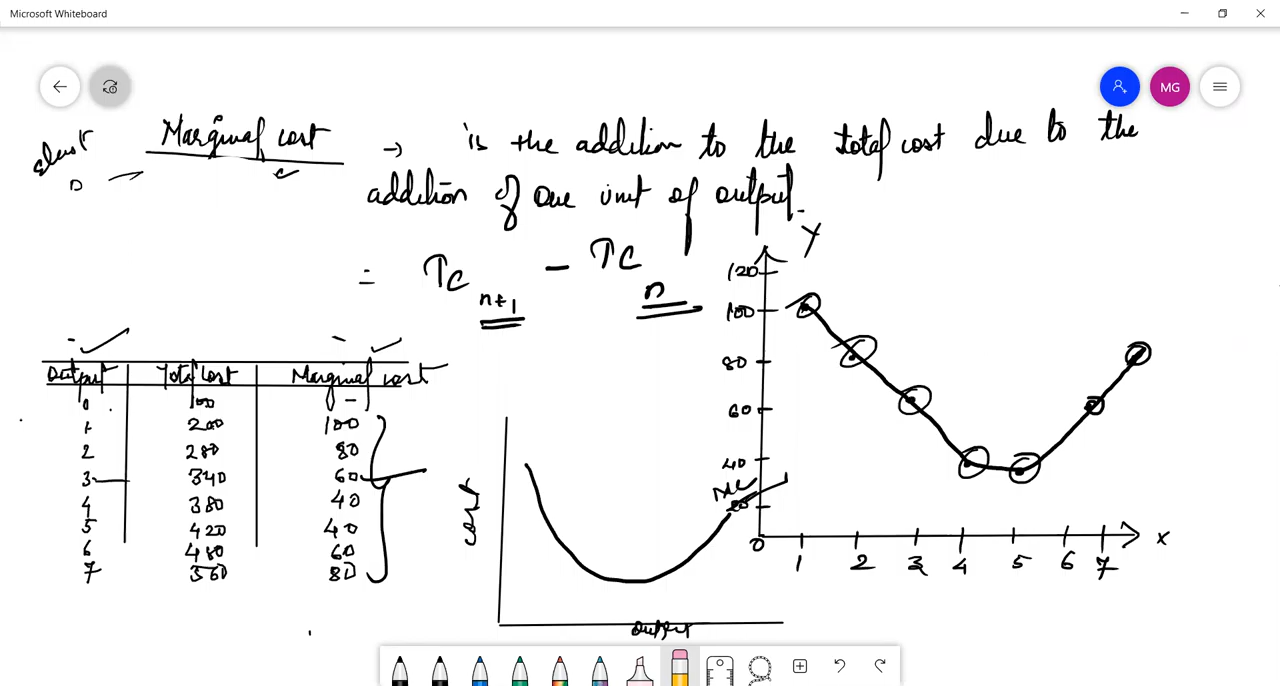 Microsoft Whiteboard
MG
Marginal cost → is the addition to the total cost due to the
addition of one unit of output.
= TC n+1 - TC n
Output Total cost Marginal cost
0 100 -
1 200 100
2 280 80
3 340 60
4 380 40
5 420 40
6 480 60
7 560 80
cost
output
MC
Y
120
100
80
60
40
20
0
1 2 3 4 5 6 7
X